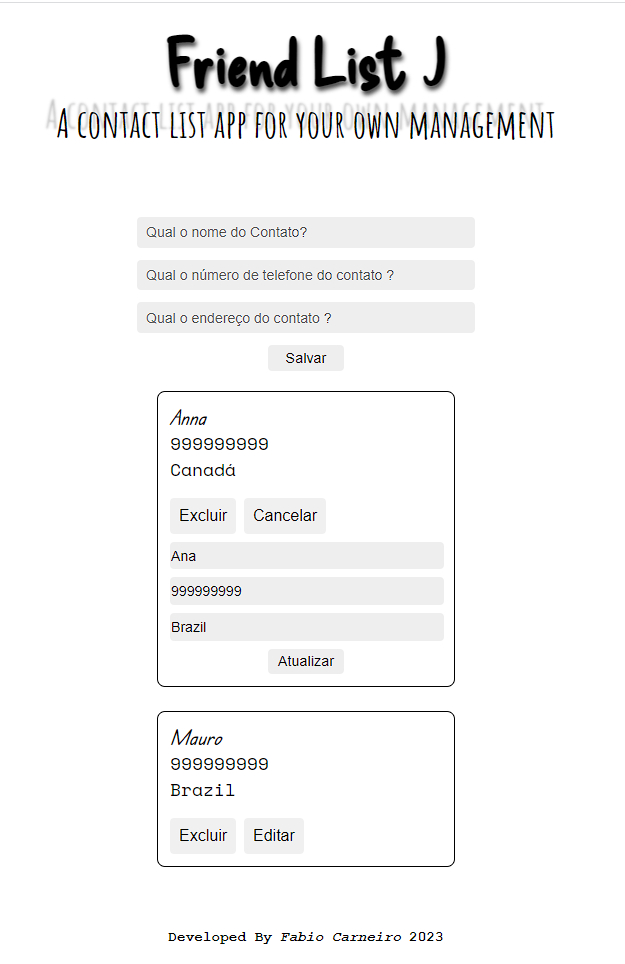 Friend List J
A contact list app for your own management
Qual o nome do Contato?
Qual o número de telefone do contato ?
Qual o endereço do contato ?
Salvar
Anna
999999999
Canadá
Excluir Cancelar
Ana
999999999
Brazil
Atualizar
Mauro
999999999
Brazil
Excluir Editar
Developed By Fabio Carneiro 2023